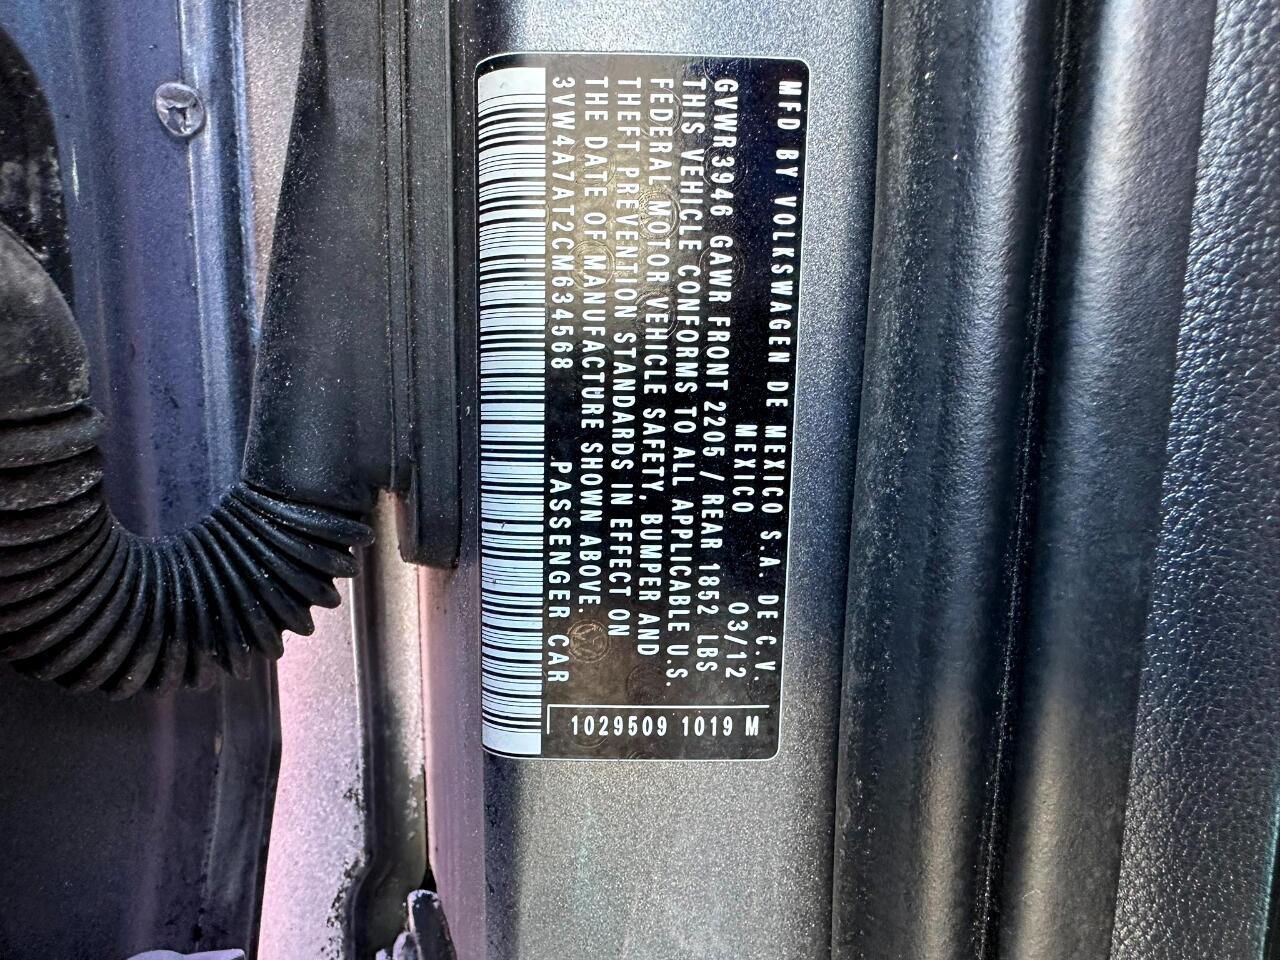 MFD BY VOLKSWAGEN DE MEXICO S.A. DE C.V.
MEXICO 03/12
GVWR 3946 GAWR FRONT 2205 / REAR 1852 LBS
THIS VEHICLE CONFORMS TO ALL APPLICABLE U.S.
FEDERAL MOTOR VEHICLE SAFETY, BUMPER AND
THEFT PREVENTION STANDARDS IN EFFECT ON
THE DATE OF MANUFACTURE SHOWN ABOVE.
3VW4A7AT2CM634568 PASSENGER CAR
1029509 1019 M